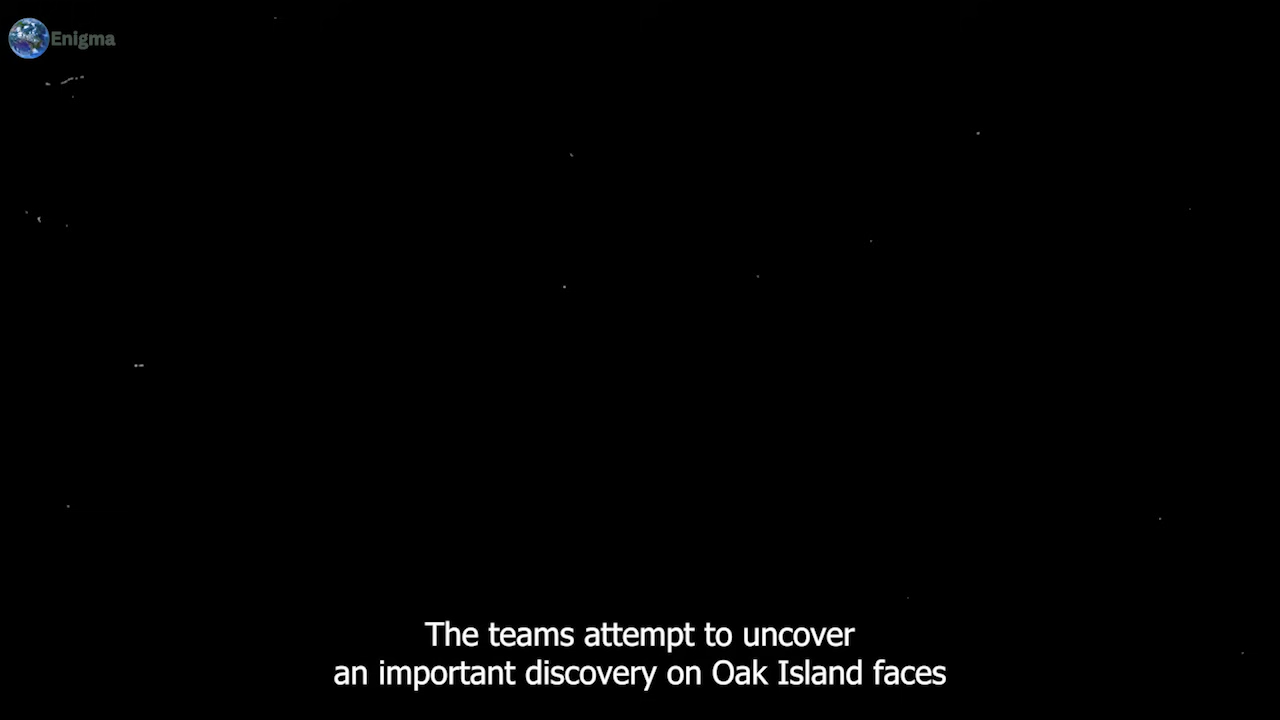 Enigma
The teams attempt to uncover
an important discovery on Oak Island faces